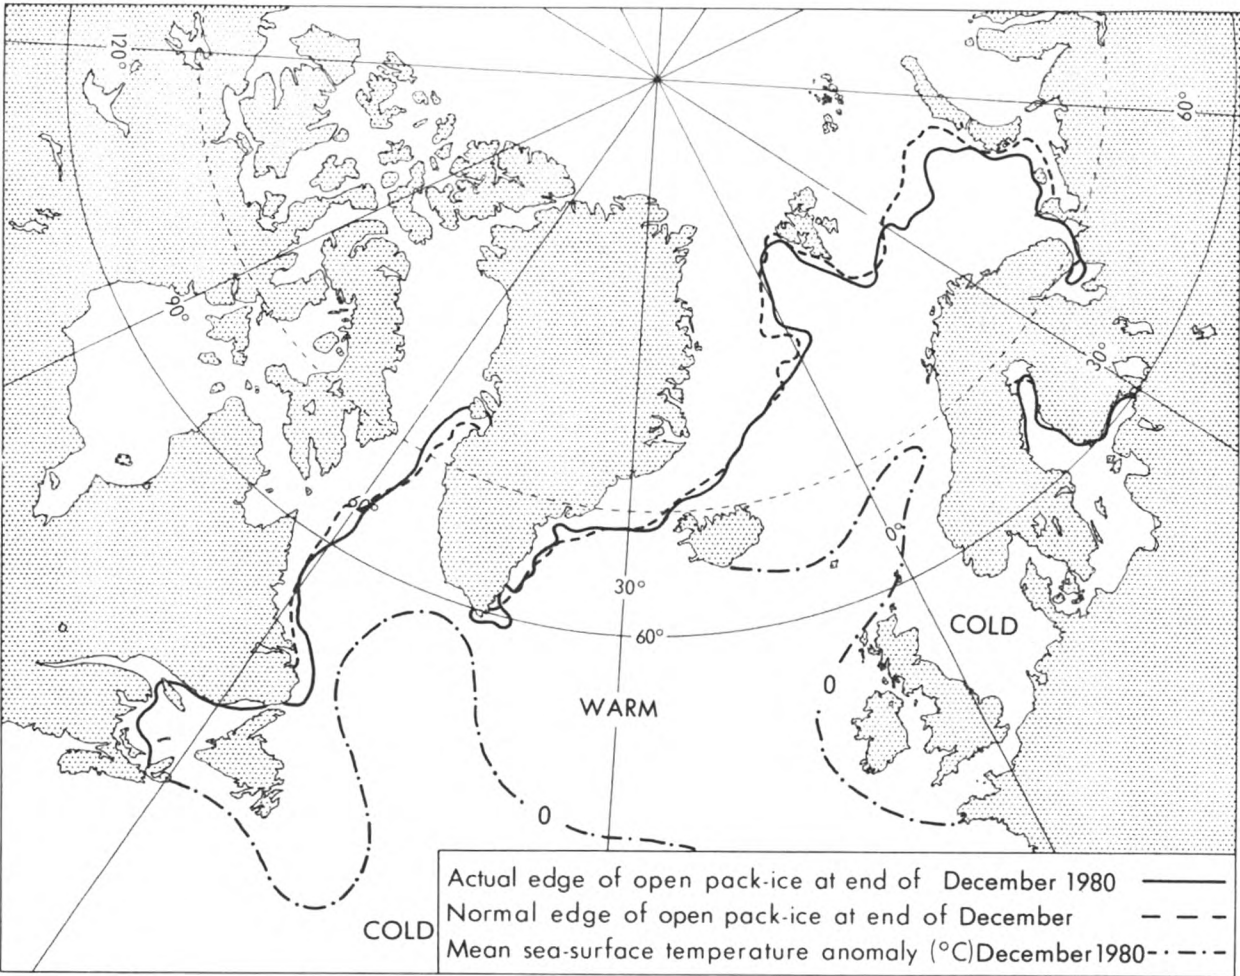 120°
60°
90°
30°
0°
30°
60°
COLD
0
WARM
0
COLD
Actual edge of open pack-ice at end of December 1980
Normal edge of open pack-ice at end of December
Mean sea-surface temperature anomaly (°C) December 1980